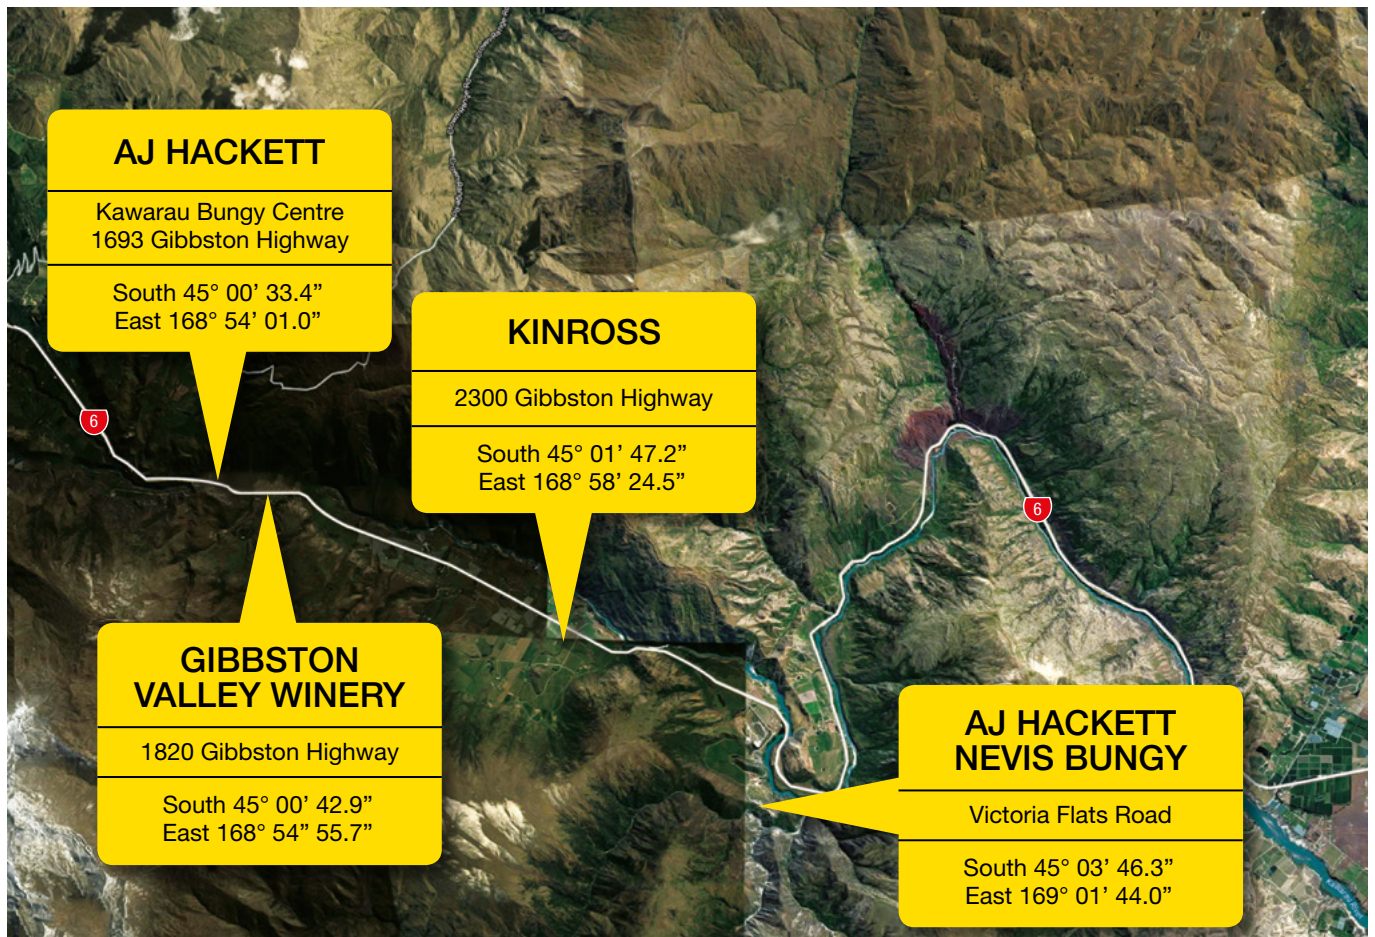 AJ HACKETT
Kawarau Bungy Centre
1693 Gibbston Highway
South 45° 00’ 33.4”
East 168° 54’ 01.0”
KINROSS
2300 Gibbston Highway
South 45° 01’ 47.2”
East 168° 58’ 24.5”
6
6
GIBBSTON
VALLEY WINERY
1820 Gibbston Highway
South 45° 00’ 42.9”
East 168° 54” 55.7”
AJ HACKETT
NEVIS BUNGY
Victoria Flats Road
South 45° 03’ 46.3”
East 169° 01’ 44.0”
Kawarau River